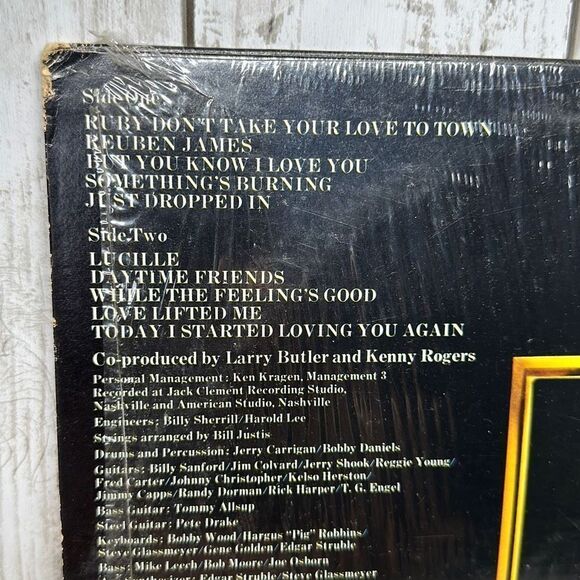 Side One
RUBY DON'T TAKE YOUR LOVE TO TOWN
REUBEN JAMES
BUT YOU KNOW I LOVE YOU
SOMETHING'S BURNING
JUST DROPPED IN
Side Two
LUCILLE
DAYTIME FRIENDS
WHILE THE FEELING'S GOOD
LOVE LIFTED ME
TODAY I STARTED LOVING YOU AGAIN
Co-produced by Larry Butler and Kenny Rogers
Personal Management: Ken Kragen, Management 3
Recorded at Jack Clement Recording Studio,
Nashville and American Studio, Nashville
Engineers: Billy Sherrill/Harold Lee
Strings arranged by Bill Justis
Drums and Percussion: Jerry Carrigan/Bobby Daniels
Guitars: Billy Sanford/Jim Colvard/Jerry Shook/Reggie Young/
Fred Carter/Johnny Christopher/Kelso Herston/
Jimmy Capps/Randy Dorman/Rick Harper/T. G. Engel
Bass Guitar: Tommy Allsup
Steel Guitar: Pete Drake
Keyboards: Bobby Wood/Hargus "Pig" Robbins/
Steve Glassmeyer/Gene Golden/Edgar Struble
Bass: Mike Leech/Bob Moore/Joe Osborn
Synthesizer: Edgar Struble/Steve Glassmeyer